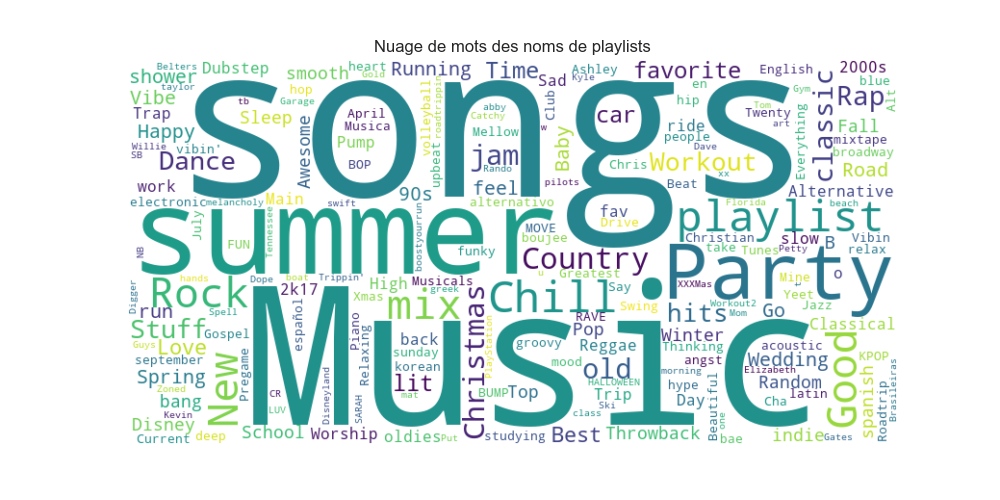 Nuage de mots des noms de playlists
Belters
taylor
shower
Dubstep
hop
smooth
heart
Gold
Running
Time
Sad
Ashley
Kyle
favorite
English
2000s
blue
Alt
songs
Vibe
Trap
vibin'
tb
Garage
April
Musica
volleyball
roadtrippin
abby
Catchy
club
car
en
hip
Tom
Gym
Twenty
art
Everything
classic
Rap
Happy
Willie
SB
Sleep
Awesome
Pump
BOP
upbeat
Mellow
jam
Rando
w
Baby
ride
people
Dave
xx
Fall
mixtape
broadway
Dance
work
Chris
Workout
Beat
Road
pilots
feel
90s
Main
electronic
melancholy
swift
alternativo
fav
Drive
Florida
beach
Alternative
summer
July
FUN
Tennessee
boostyourrun
MOVE
boujee
funky
playlist
Christian
take
Tunes
Petty
slow
B
Vibin
relax
NB
hands
Dope
boat
Trippin'
High
Musicals
greek
u
Country
Greatest
Say
Party
XXXMas
Mine
Yeet
o
Digger
Rock
run
Spell
2k17
Xmas
mix
Chill
Swing
hits
Workout2
Mom
Go
Jazz
Classical
Stuff
Gospel
español
Piano
Relaxing
Music
back
sunday
korean
Christmas
PlayStation
RAVE
Pop
groovy
Reggae
Winter
Thinking
angst
acoustic
Wedding
Guys
Love
september
Zoned
Spring
New
Pregame
CR
LUV
Disneyland
SARAH
lit
mat
BUMP
Top
mood
old
HALLOWEEN
Trip
Ski
hype
Day
morning
Elizabeth
Random
latin
Good
KPOP
spanish
Roadtrip
Brasileiras
bang
Kevin
Disney
Current
deep
School
Worship
oldies
Put
studying
class
Best
Throwback
Beautiful
one
bae
Cha
indie
Gates